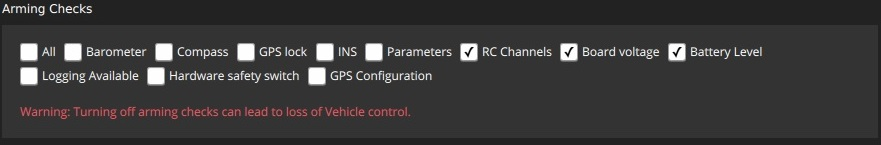 Arming Checks
All Barometer Compass GPS lock INS Parameters RC Channels Board voltage Battery Level
Logging Available Hardware safety switch GPS Configuration
Warning: Turning off arming checks can lead to loss of Vehicle control.